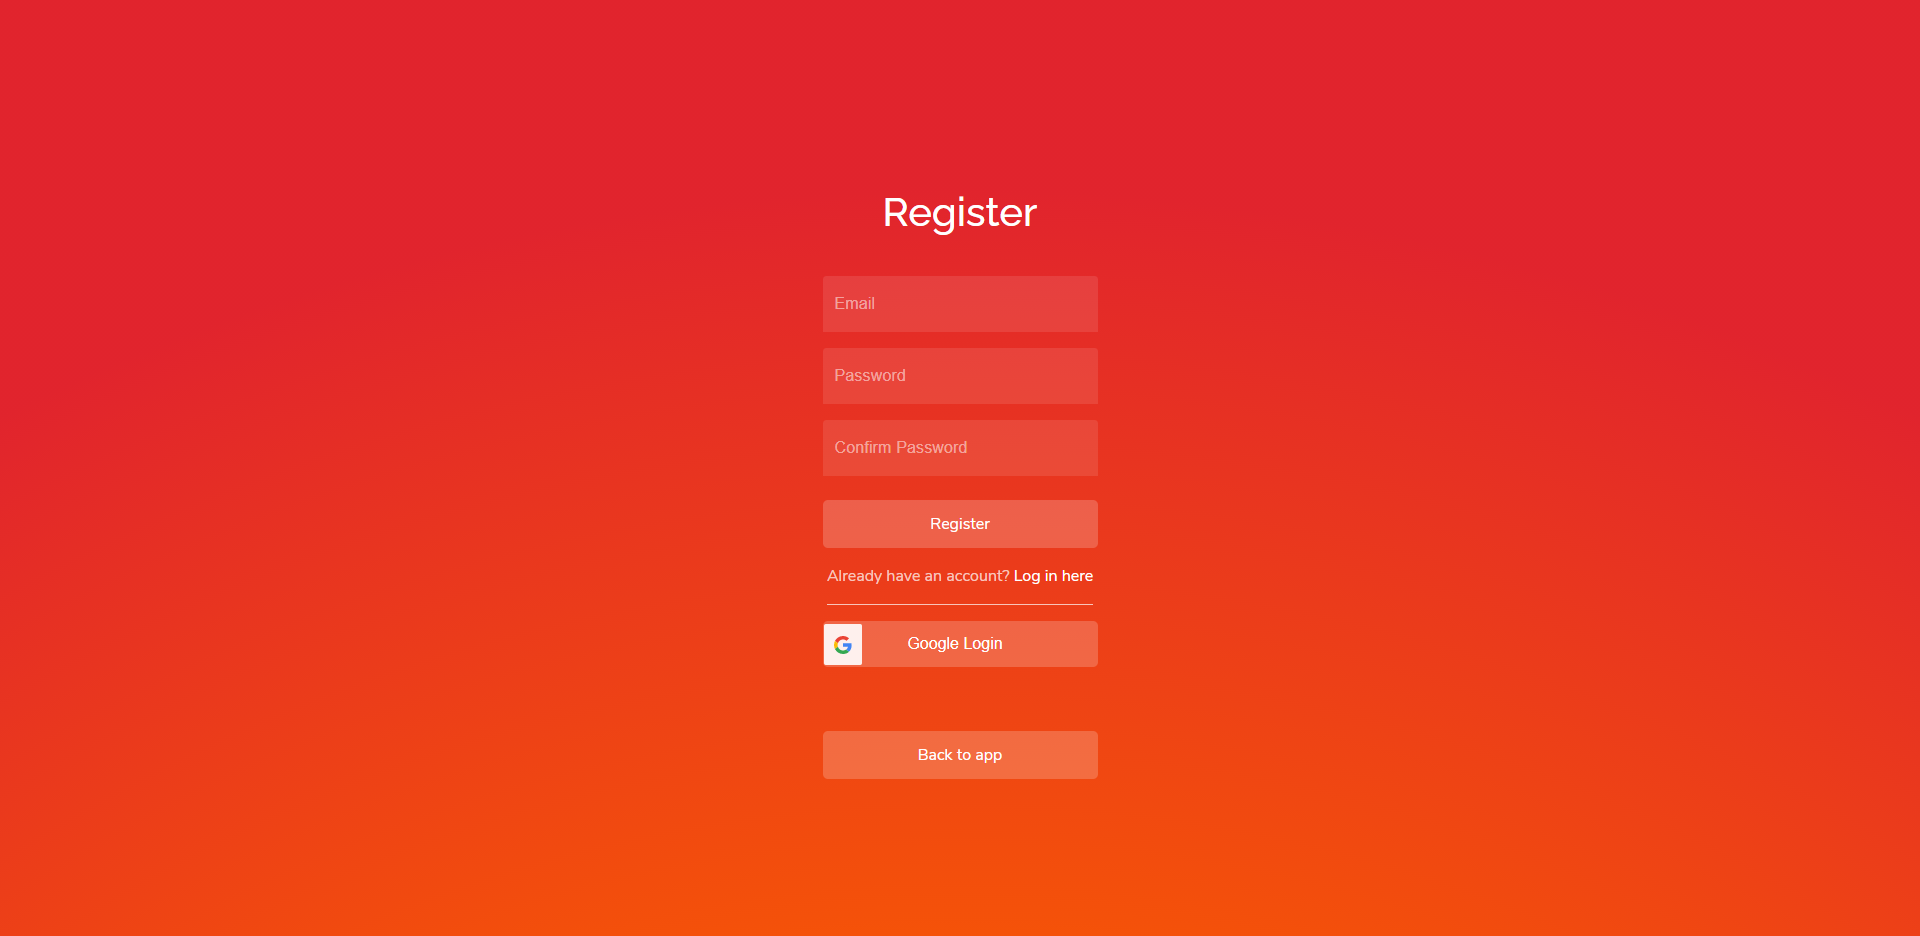 Register
Email
Password
Confirm Password
Register
Already have an account? Log in here
Google Login
Back to app